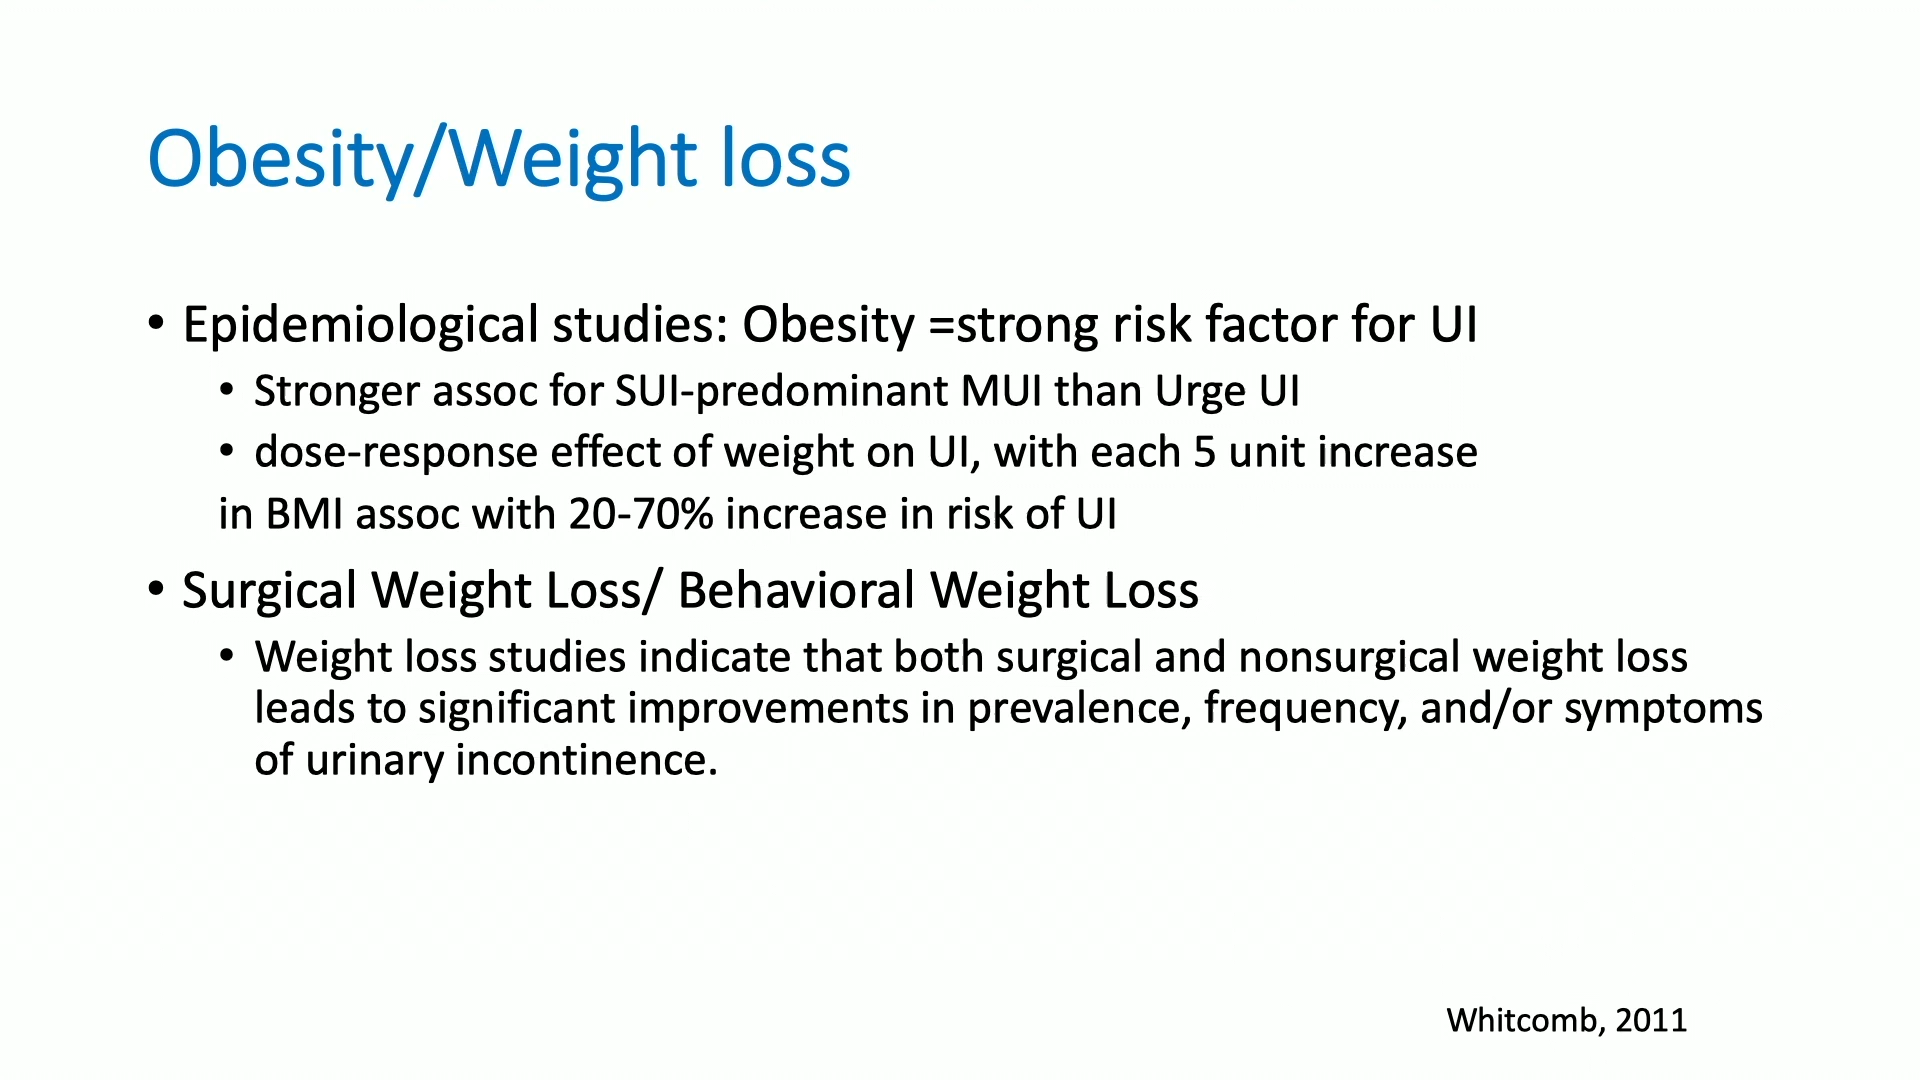 Obesity/Weight loss
• Epidemiological studies: Obesity =strong risk factor for UI
• Stronger assoc for SUI-predominant MUI than Urge UI
• dose-response effect of weight on UI, with each 5 unit increase
in BMI assoc with 20-70% increase in risk of UI
• Surgical Weight Loss/ Behavioral Weight Loss
• Weight loss studies indicate that both surgical and nonsurgical weight loss
leads to significant improvements in prevalence, frequency, and/or symptoms
of urinary incontinence.
Whitcomb, 2011